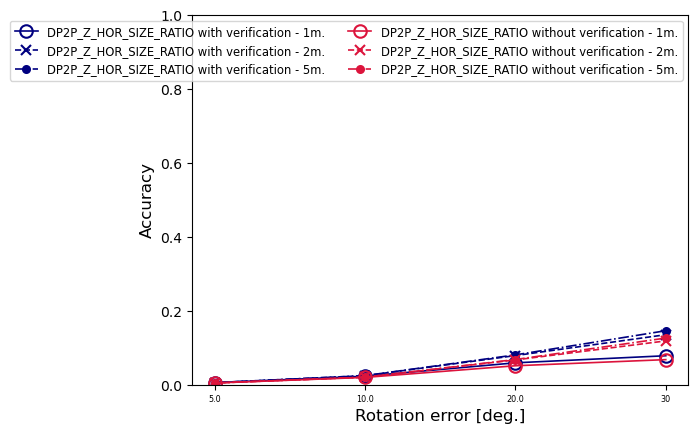 1.0
DP2P_Z_HOR_SIZE_RATIO with verification - 1m.
DP2P_Z_HOR_SIZE_RATIO without verification - 1m.
DP2P_Z_HOR_SIZE_RATIO with verification - 2m.
DP2P_Z_HOR_SIZE_RATIO without verification - 2m.
DP2P_Z_HOR_SIZE_RATIO with verification - 5m.
DP2P_Z_HOR_SIZE_RATIO without verification - 5m.
0.8
0.6
Accuracy
0.4
0.2
0.0
5.0 10.0 20.0 30
Rotation error [deg.]